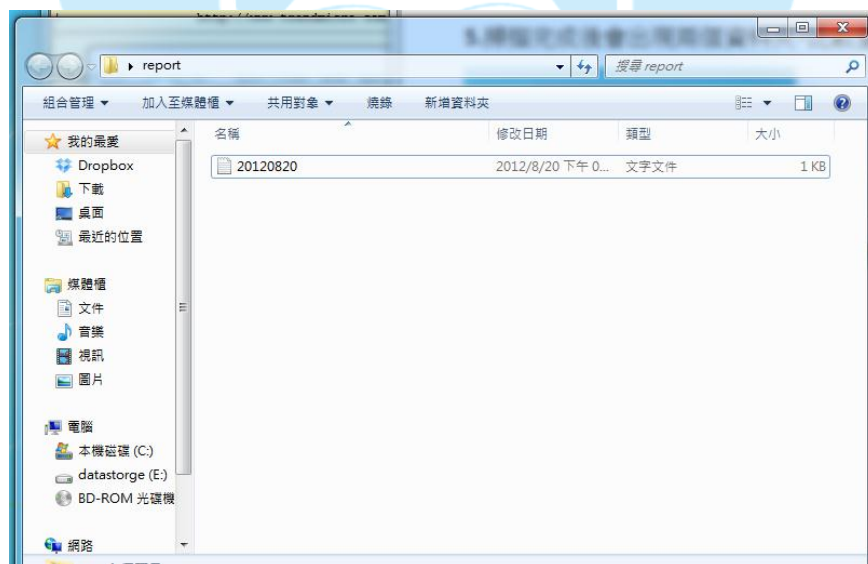 report
搜尋 report
組合管理 加入至媒體櫃 共用對象 燒錄 新增資料夾
名稱 修改日期 類型 大小
20120820 2012/8/20 下午 0... 文字文件 1 KB
我的最愛
Dropbox
下載
桌面
最近的位置
媒體櫃
文件
音樂
視訊
圖片
電腦
本機磁碟 (C:)
datastorge (E:)
BD-ROM 光碟機
網路